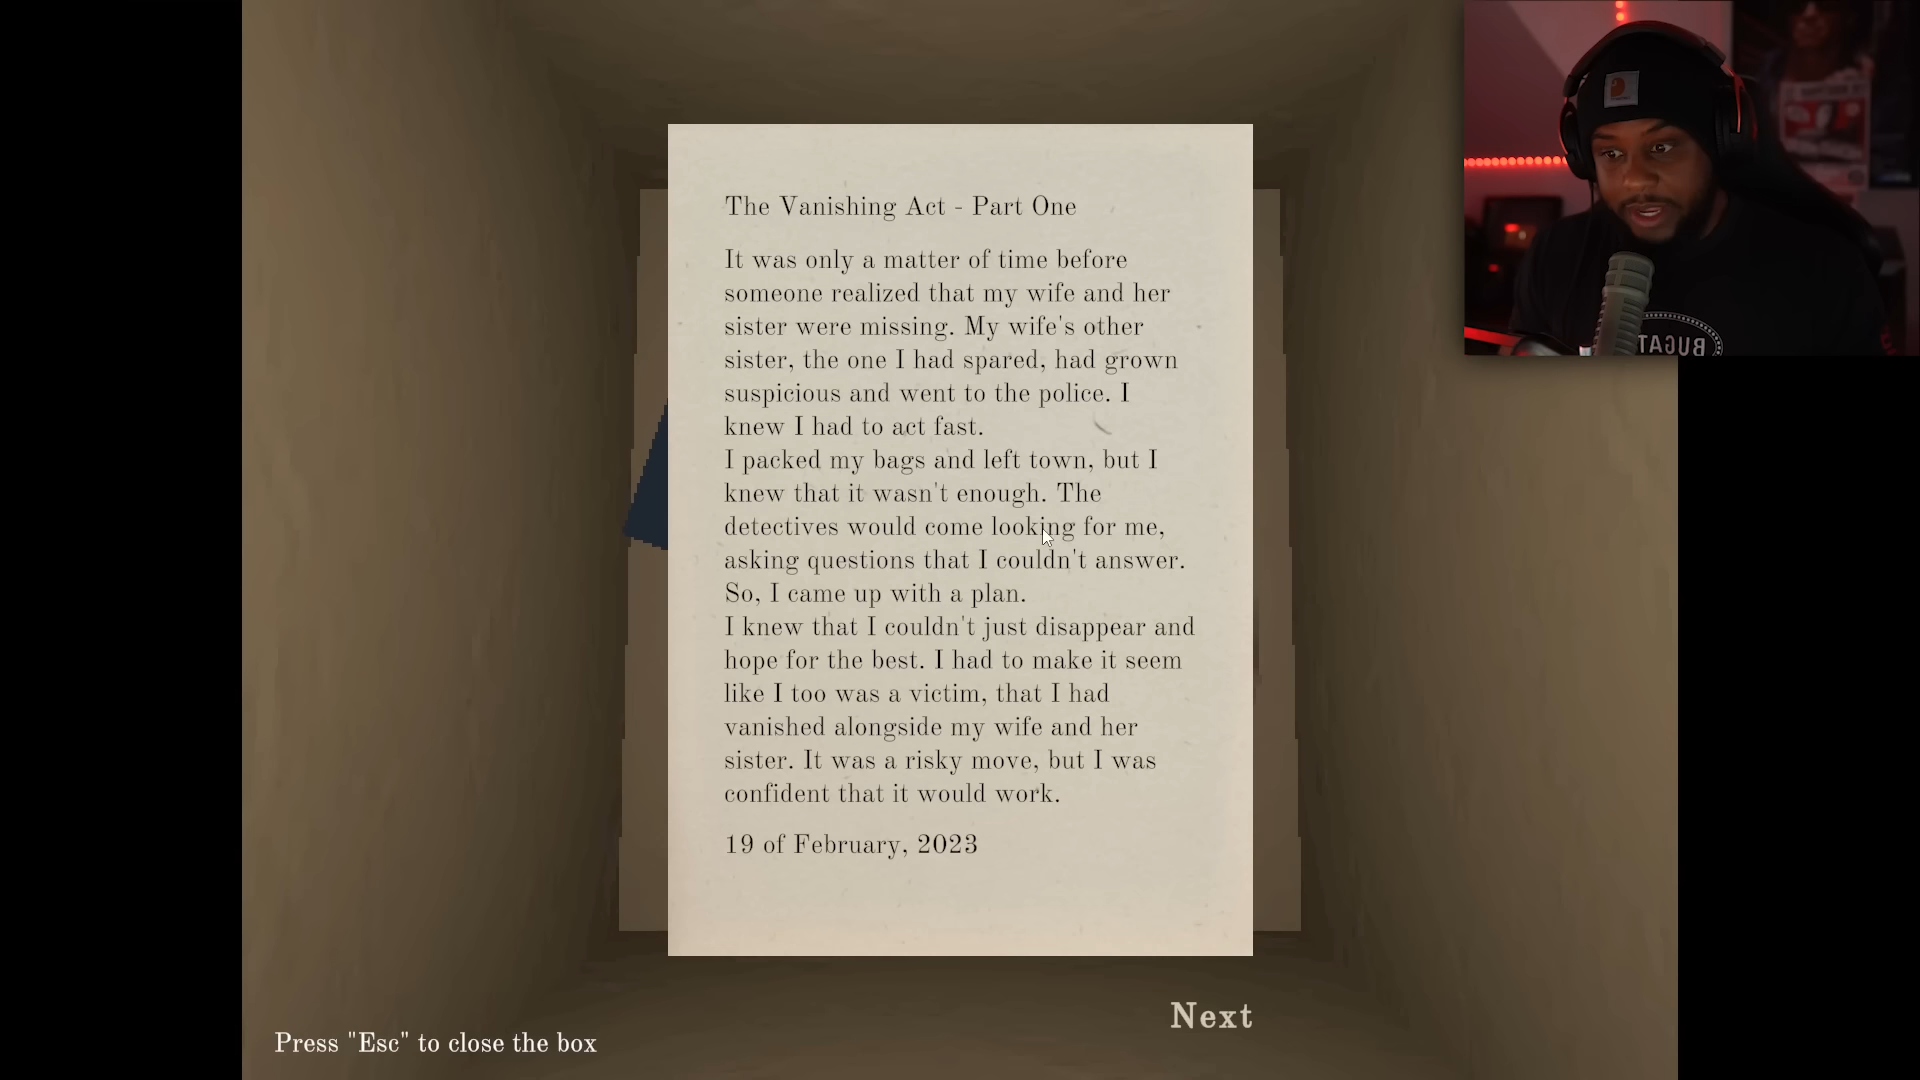 The Vanishing Act - Part One
It was only a matter of time before
someone realized that my wife and her
sister were missing. My wife's other
sister, the one I had spared, had grown
suspicious and went to the police. I
knew I had to act fast.
I packed my bags and left town, but I
knew that it wasn't enough. The
detectives would come looking for me,
asking questions that I couldn't answer.
So, I came up with a plan.
I knew that I couldn't just disappear and
hope for the best. I had to make it seem
like I too was a victim, that I had
vanished alongside my wife and her
sister. It was a risky move, but I was
confident that it would work.
19 of February, 2023
Next
Press "Esc" to close the box
BUGAT